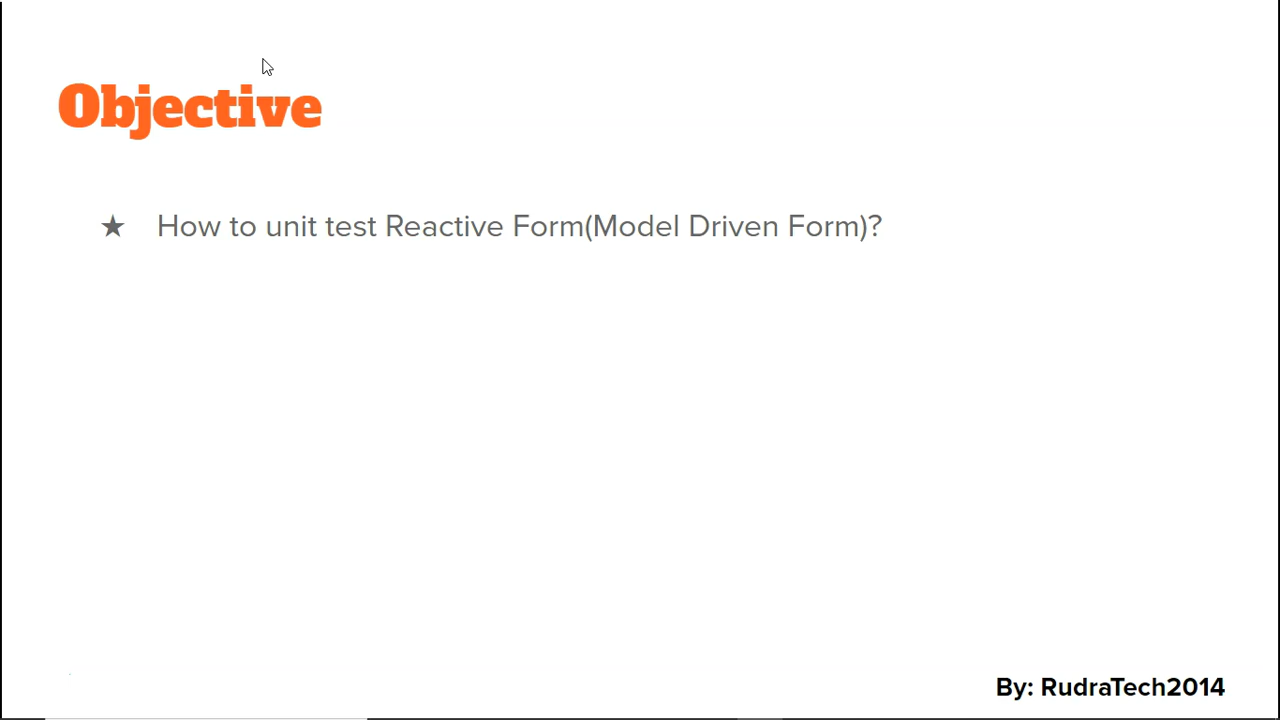 Objective
★ How to unit test Reactive Form(Model Driven Form)?
By: RudraTech2014